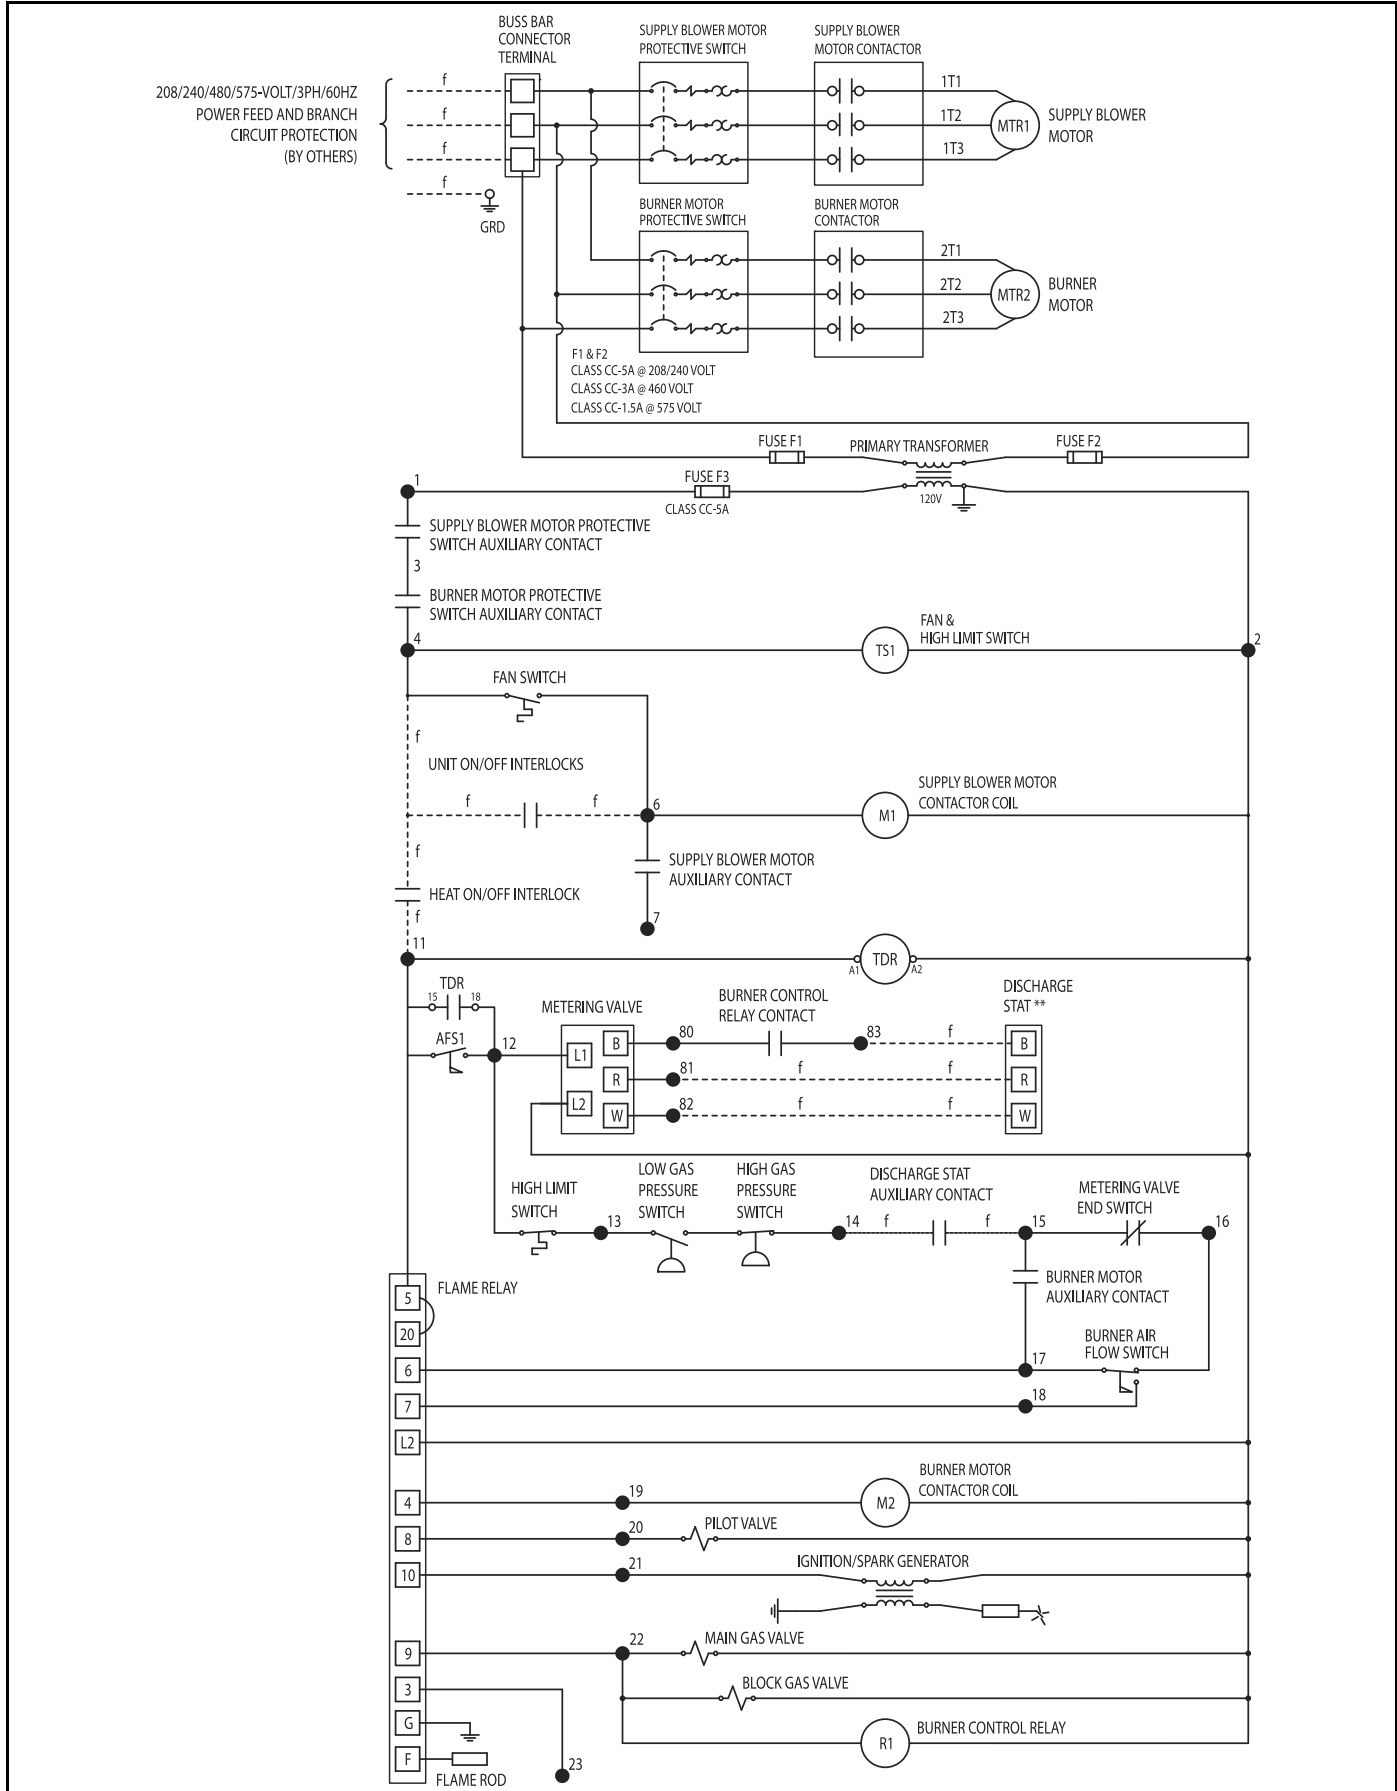 BUSS BAR
CONNECTOR
TERMINAL
SUPPLY BLOWER MOTOR
PROTECTIVE SWITCH
SUPPLY BLOWER
MOTOR CONTACTOR
208/240/480/575-VOLT/3PH/60HZ
POWER FEED AND BRANCH
CIRCUIT PROTECTION
(BY OTHERS)
f
f
f
f
GRD
1T1
1T2
1T3
MTR1
SUPPLY BLOWER
MOTOR
BURNER MOTOR
PROTECTIVE SWITCH
BURNER MOTOR
CONTACTOR
2T1
2T2
2T3
MTR2
BURNER
MOTOR
F1 & F2
CLASS CC-5A @ 208/240 VOLT
CLASS CC-3A @ 460 VOLT
CLASS CC-1.5A @ 575 VOLT
FUSE F1
PRIMARY TRANSFORMER
FUSE F2
1
FUSE F3
CLASS CC-5A
120V
SUPPLY BLOWER MOTOR PROTECTIVE
SWITCH AUXILIARY CONTACT
3
BURNER MOTOR PROTECTIVE
SWITCH AUXILIARY CONTACT
4
TS1
FAN &
HIGH LIMIT SWITCH
2
FAN SWITCH
f
UNIT ON/OFF INTERLOCKS
f
f
6
M1
SUPPLY BLOWER MOTOR
CONTACTOR COIL
f
SUPPLY BLOWER MOTOR
AUXILIARY CONTACT
HEAT ON/OFF INTERLOCK
f
7
11
A1
TDR
A2
TDR
15
18
AFS1
12
METERING VALVE
L1
L2
B
R
W
80
81
82
BURNER CONTROL
RELAY CONTACT
83
f
f
f
f
f
DISCHARGE
STAT **
B
R
W
HIGH LIMIT
SWITCH
13
LOW GAS
PRESSURE
SWITCH
HIGH GAS
PRESSURE
SWITCH
14
f
DISCHARGE STAT
AUXILIARY CONTACT
f
15
METERING VALVE
END SWITCH
16
BURNER MOTOR
AUXILIARY CONTACT
BURNER AIR
FLOW SWITCH
FLAME RELAY
5
20
6
17
7
18
L2
4
19
M2
BURNER MOTOR
CONTACTOR COIL
8
20
PILOT VALVE
10
21
IGNITION/SPARK GENERATOR
9
22
MAIN GAS VALVE
3
BLOCK GAS VALVE
G
R1
BURNER CONTROL RELAY
F
FLAME ROD
23